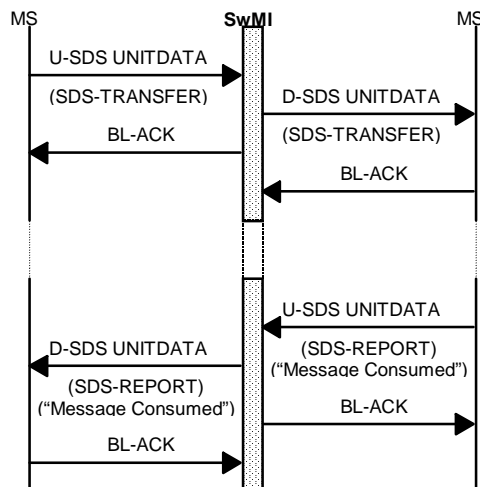 MS SwMI MS
U-SDS UNITDATA
(SDS-TRANSFER) D-SDS UNITDATA
BL-ACK (SDS-TRANSFER)
BL-ACK
U-SDS UNITDATA
D-SDS UNITDATA (SDS-REPORT)
("Message Consumed")
(SDS-REPORT)
("Message Consumed") BL-ACK
BL-ACK